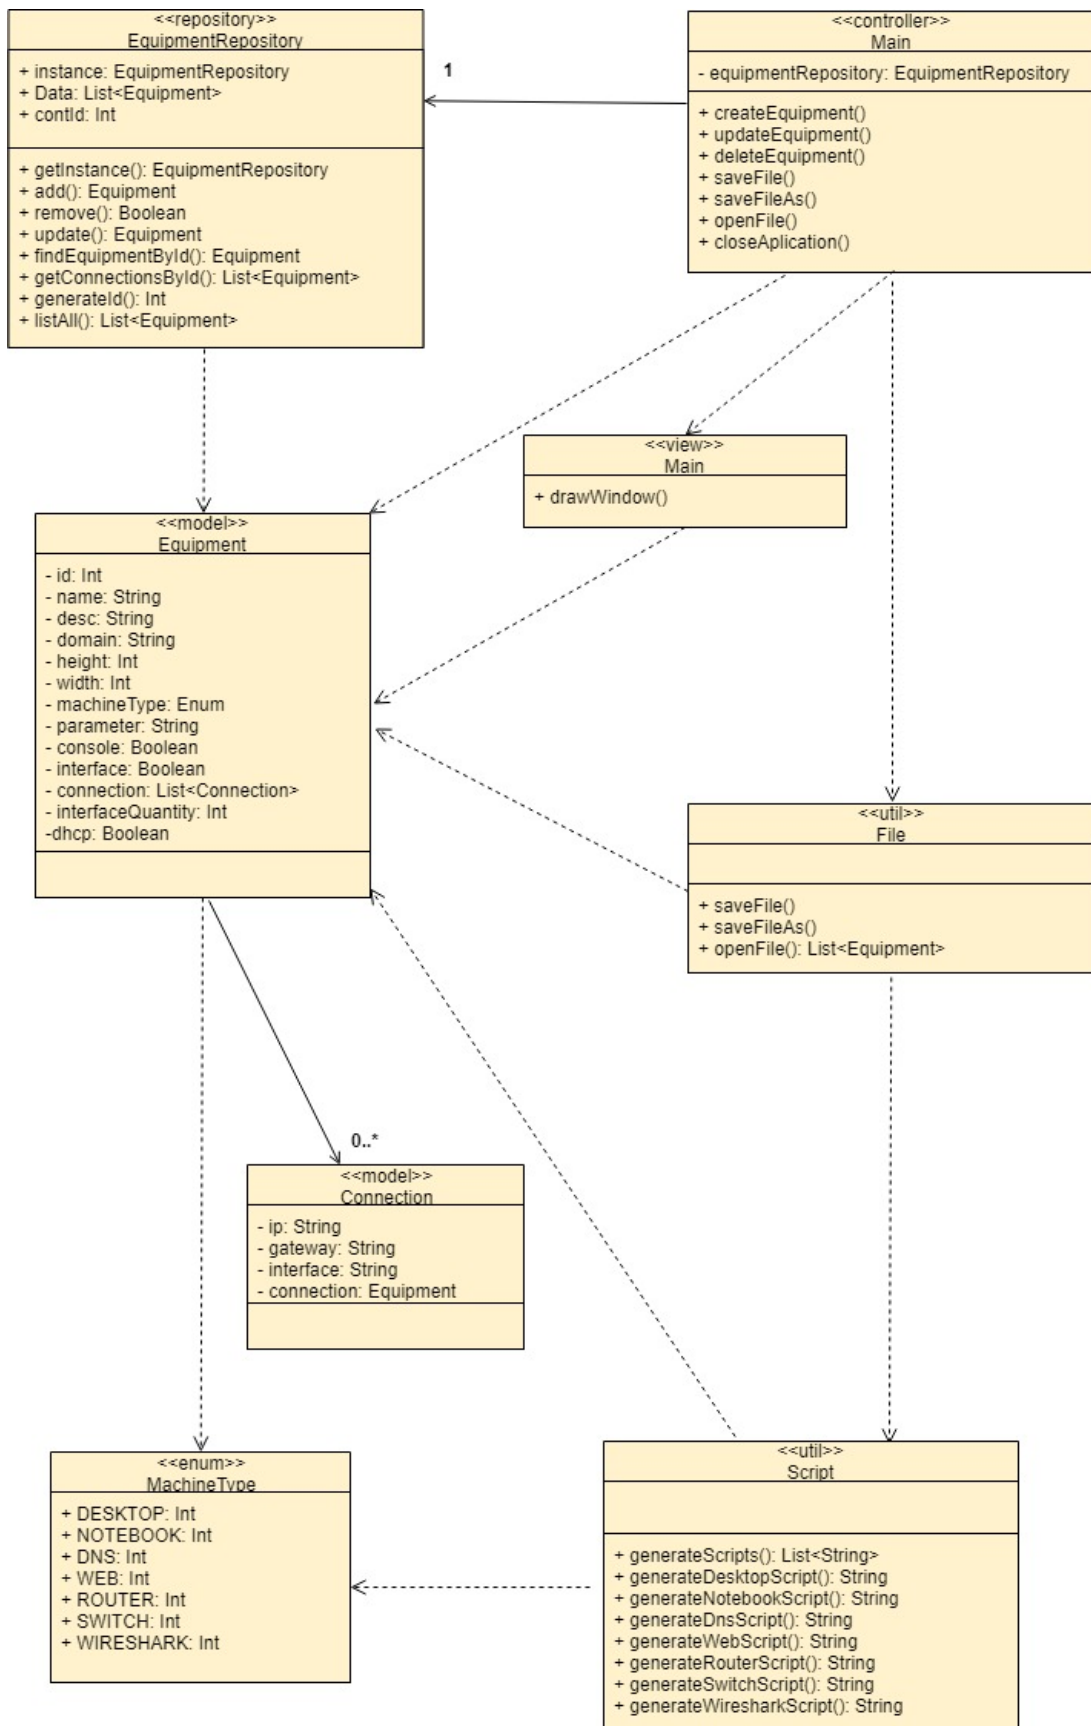 <<repository>>
EquipmentRepository
+ instance: EquipmentRepository
+ Data: List<Equipment>
+ contId: Int
+ getInstance(): EquipmentRepository
+ add(): Equipment
+ remove(): Boolean
+ update(): Equipment
+ findEquipmentById(): Equipment
+ getConnectionsById(): List<Equipment>
+ generateId(): Int
+ listAll(): List<Equipment>
1
<<controller>>
Main
- equipmentRepository: EquipmentRepository
+ createEquipment()
+ updateEquipment()
+ deleteEquipment()
+ saveFile()
+ saveFileAs()
+ openFile()
+ closeAplication()
<<view>>
Main
+ drawWindow()
<<model>>
Equipment
- id: Int
- name: String
- desc: String
- domain: String
- height: Int
- width: Int
- machineType: Enum
- parameter: String
- console: Boolean
- interface: Boolean
- connection: List<Connection>
- interfaceQuantity: Int
-dhcp: Boolean
<<util>>
File
+ saveFile()
+ saveFileAs()
+ openFile(): List<Equipment>
0..*
<<model>>
Connection
- ip: String
- gateway: String
- interface: String
- connection: Equipment
<<enum>>
MachineType
+ DESKTOP: Int
+ NOTEBOOK: Int
+ DNS: Int
+ WEB: Int
+ ROUTER: Int
+ SWITCH: Int
+ WIRESHARK: Int
<<util>>
Script
+ generateScripts(): List<String>
+ generateDesktopScript(): String
+ generateNotebookScript(): String
+ generateDnsScript(): String
+ generateWebScript(): String
+ generateRouterScript(): String
+ generateSwitchScript(): String
+ generateWiresharkScript(): String